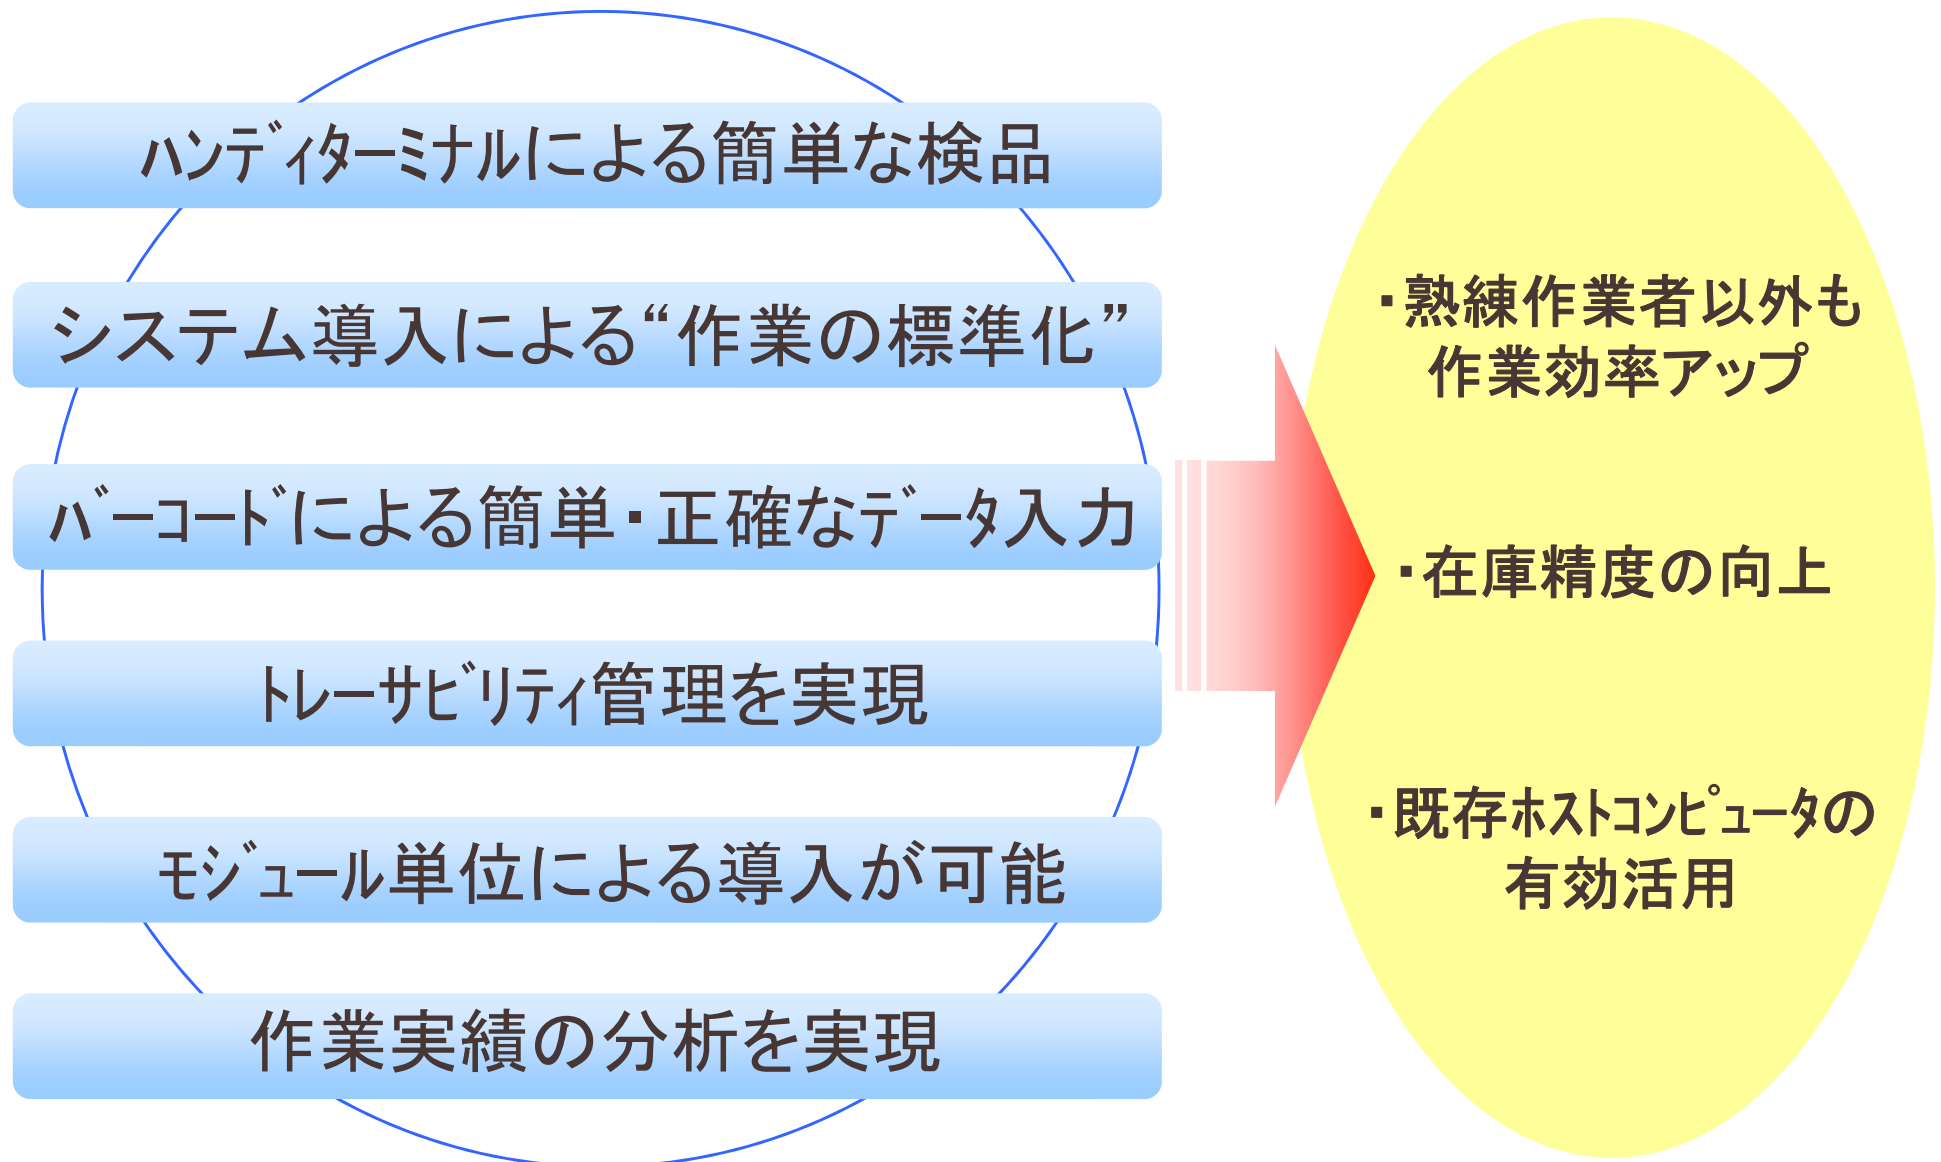 ﾊﾝﾃﾞｨﾀｰﾐﾅﾙによる簡単な検品
システム導入による“作業の標準化”
ﾊﾞｰｺｰﾄﾞによる簡単・正確なﾃﾞｰﾀ入力
ﾄﾚｰｻﾋﾞﾘﾃｨ管理を実現
ﾓｼﾞｭｰﾙ単位による導入が可能
作業実績の分析を実現
・熟練作業者以外も
作業効率アップ
・在庫精度の向上
・既存ﾎｽﾄｺﾝﾋﾟｭｰﾀの
有効活用